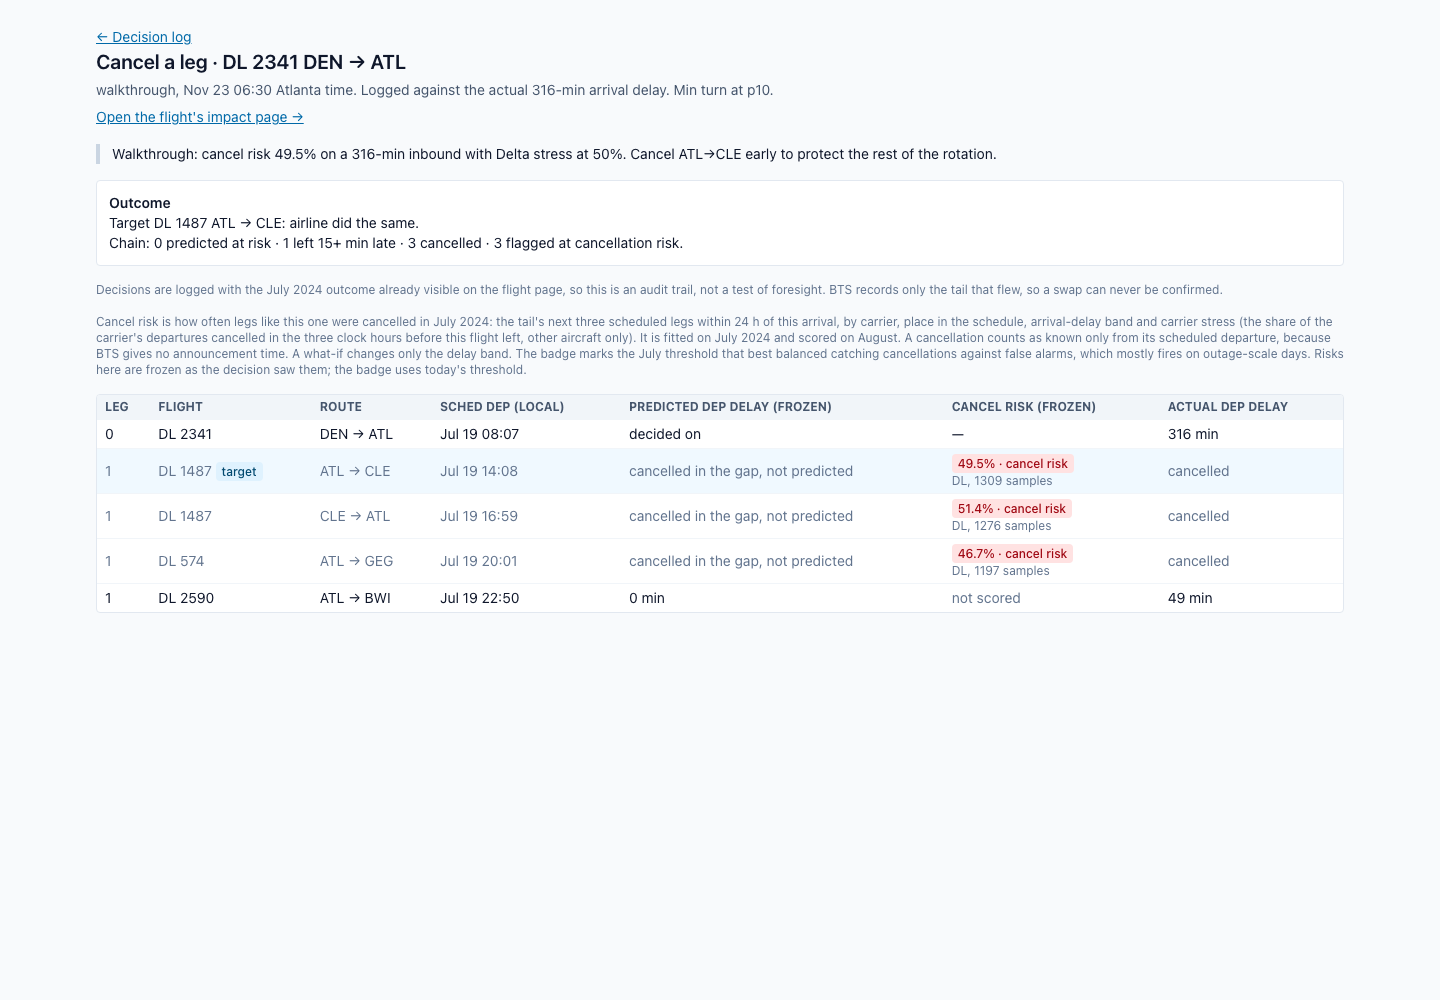 ← Decision log
Cancel a leg · DL 2341 DEN → ATL
walkthrough, Nov 23 06:30 Atlanta time. Logged against the actual 316-min arrival delay. Min turn at p10.
Open the flight's impact page →
Walkthrough: cancel risk 49.5% on a 316-min inbound with Delta stress at 50%. Cancel ATL→CLE early to protect the rest of the rotation.
Outcome
Target DL 1487 ATL → CLE: airline did the same.
Chain: 0 predicted at risk · 1 left 15+ min late · 3 cancelled · 3 flagged at cancellation risk.
Decisions are logged with the July 2024 outcome already visible on the flight page, so this is an audit trail, not a test of foresight. BTS records only the tail that flew, so a swap can never be confirmed.
Cancel risk is how often legs like this one were cancelled in July 2024: the tail's next three scheduled legs within 24 h of this arrival, by carrier, place in the schedule, arrival-delay band and carrier stress (the share of the
carrier's departures cancelled in the three clock hours before this flight left, other aircraft only). It is fitted on July 2024 and scored on August. A cancellation counts as known only from its scheduled departure, because
BTS gives no announcement time. A what-if changes only the delay band. The badge marks the July threshold that best balanced catching cancellations against false alarms, which mostly fires on outage-scale days. Risks
here are frozen as the decision saw them; the badge uses today's threshold.
LEG FLIGHT ROUTE SCHED DEP (LOCAL) PREDICTED DEP DELAY (FROZEN) CANCEL RISK (FROZEN) ACTUAL DEP DELAY
0 DL 2341 DEN → ATL Jul 19 08:07 decided on — 316 min
1 DL 1487 target ATL → CLE Jul 19 14:08 cancelled in the gap, not predicted 49.5% · cancel risk cancelled
DL, 1309 samples
1 DL 1487 CLE → ATL Jul 19 16:59 cancelled in the gap, not predicted 51.4% · cancel risk cancelled
DL, 1276 samples
1 DL 574 ATL → GEG Jul 19 20:01 cancelled in the gap, not predicted 46.7% · cancel risk cancelled
DL, 1197 samples
1 DL 2590 ATL → BWI Jul 19 22:50 0 min not scored 49 min